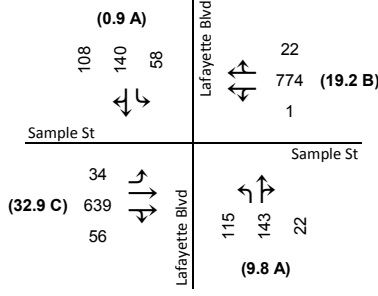 (0.9 A)
108 140 58
Lafayette Blvd
22
774 (19.2 B)
1
Sample St
Sample St
34
(32.9 C) 639
56
Lafayette Blvd
115 143 22
(9.8 A)